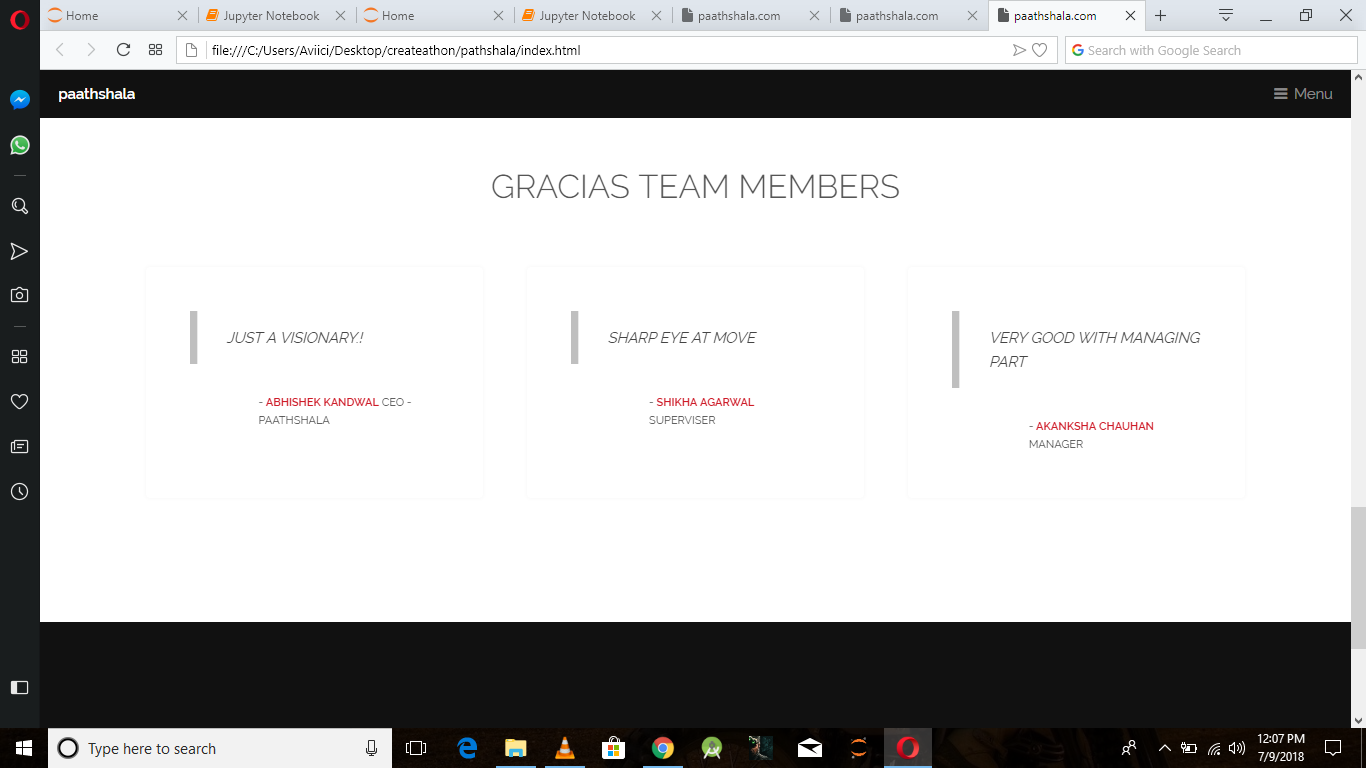 Home
Jupyter Notebook
Home
Jupyter Notebook
paathshala.com
paathshala.com
paathshala.com
file:///C:/Users/Aviici/Desktop/createathon/pathshala/index.html
Search with Google Search
paathshala
Menu
GRACIAS TEAM MEMBERS
JUST A VISIONARY.!
- ABHISHEK KANDWAL CEO -
PAATHSHALA
SHARP EYE AT MOVE
- SHIKHA AGARWAL
SUPERVISER
VERY GOOD WITH MANAGING
PART
- AKANKSHA CHAUHAN
MANAGER
Type here to search
12:07 PM
7/9/2018